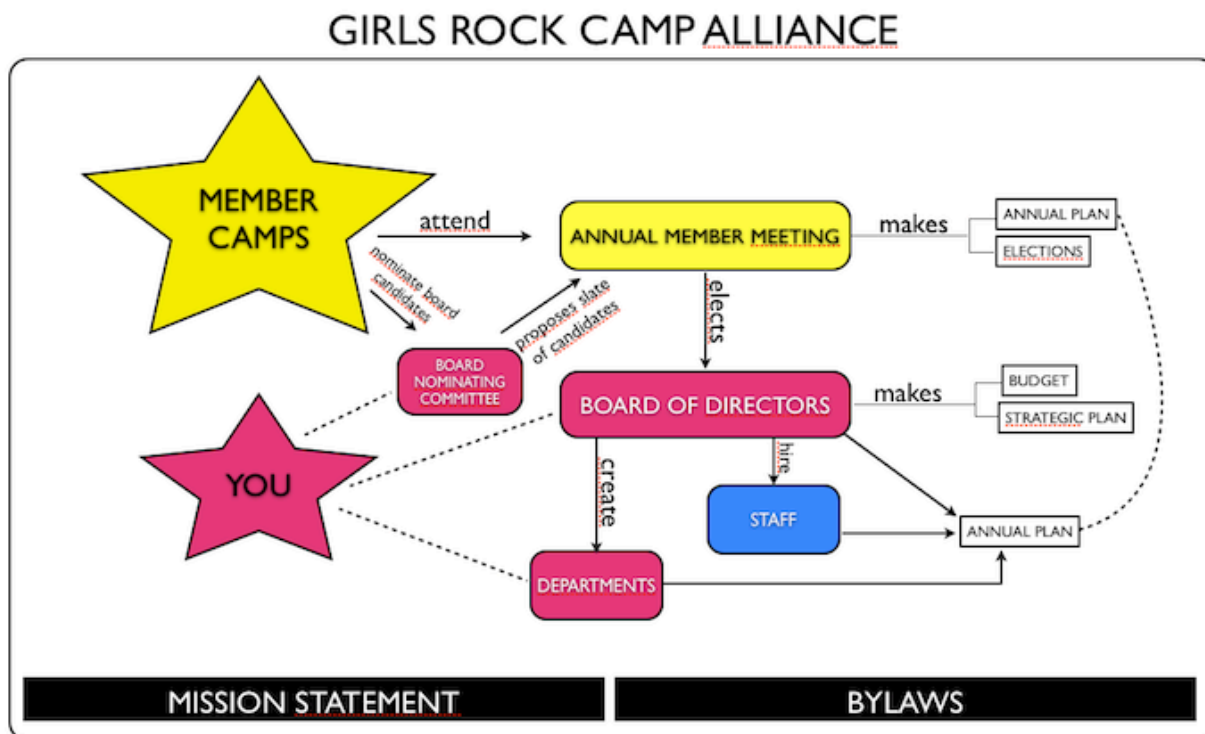 GIRLS ROCK CAMP ALLIANCE
MEMBER
CAMPS
attend
ANNUAL MEMBER MEETING
makes
ANNUAL PLAN
ELECTIONS
nominate board
candidates
proposes slate
of candidates
elects
BOARD
NOMINATING
COMMITTEE
BOARD OF DIRECTORS
makes
BUDGET
STRATEGIC PLAN
YOU
create
hire
STAFF
ANNUAL PLAN
DEPARTMENTS
MISSION STATEMENT
BYLAWS